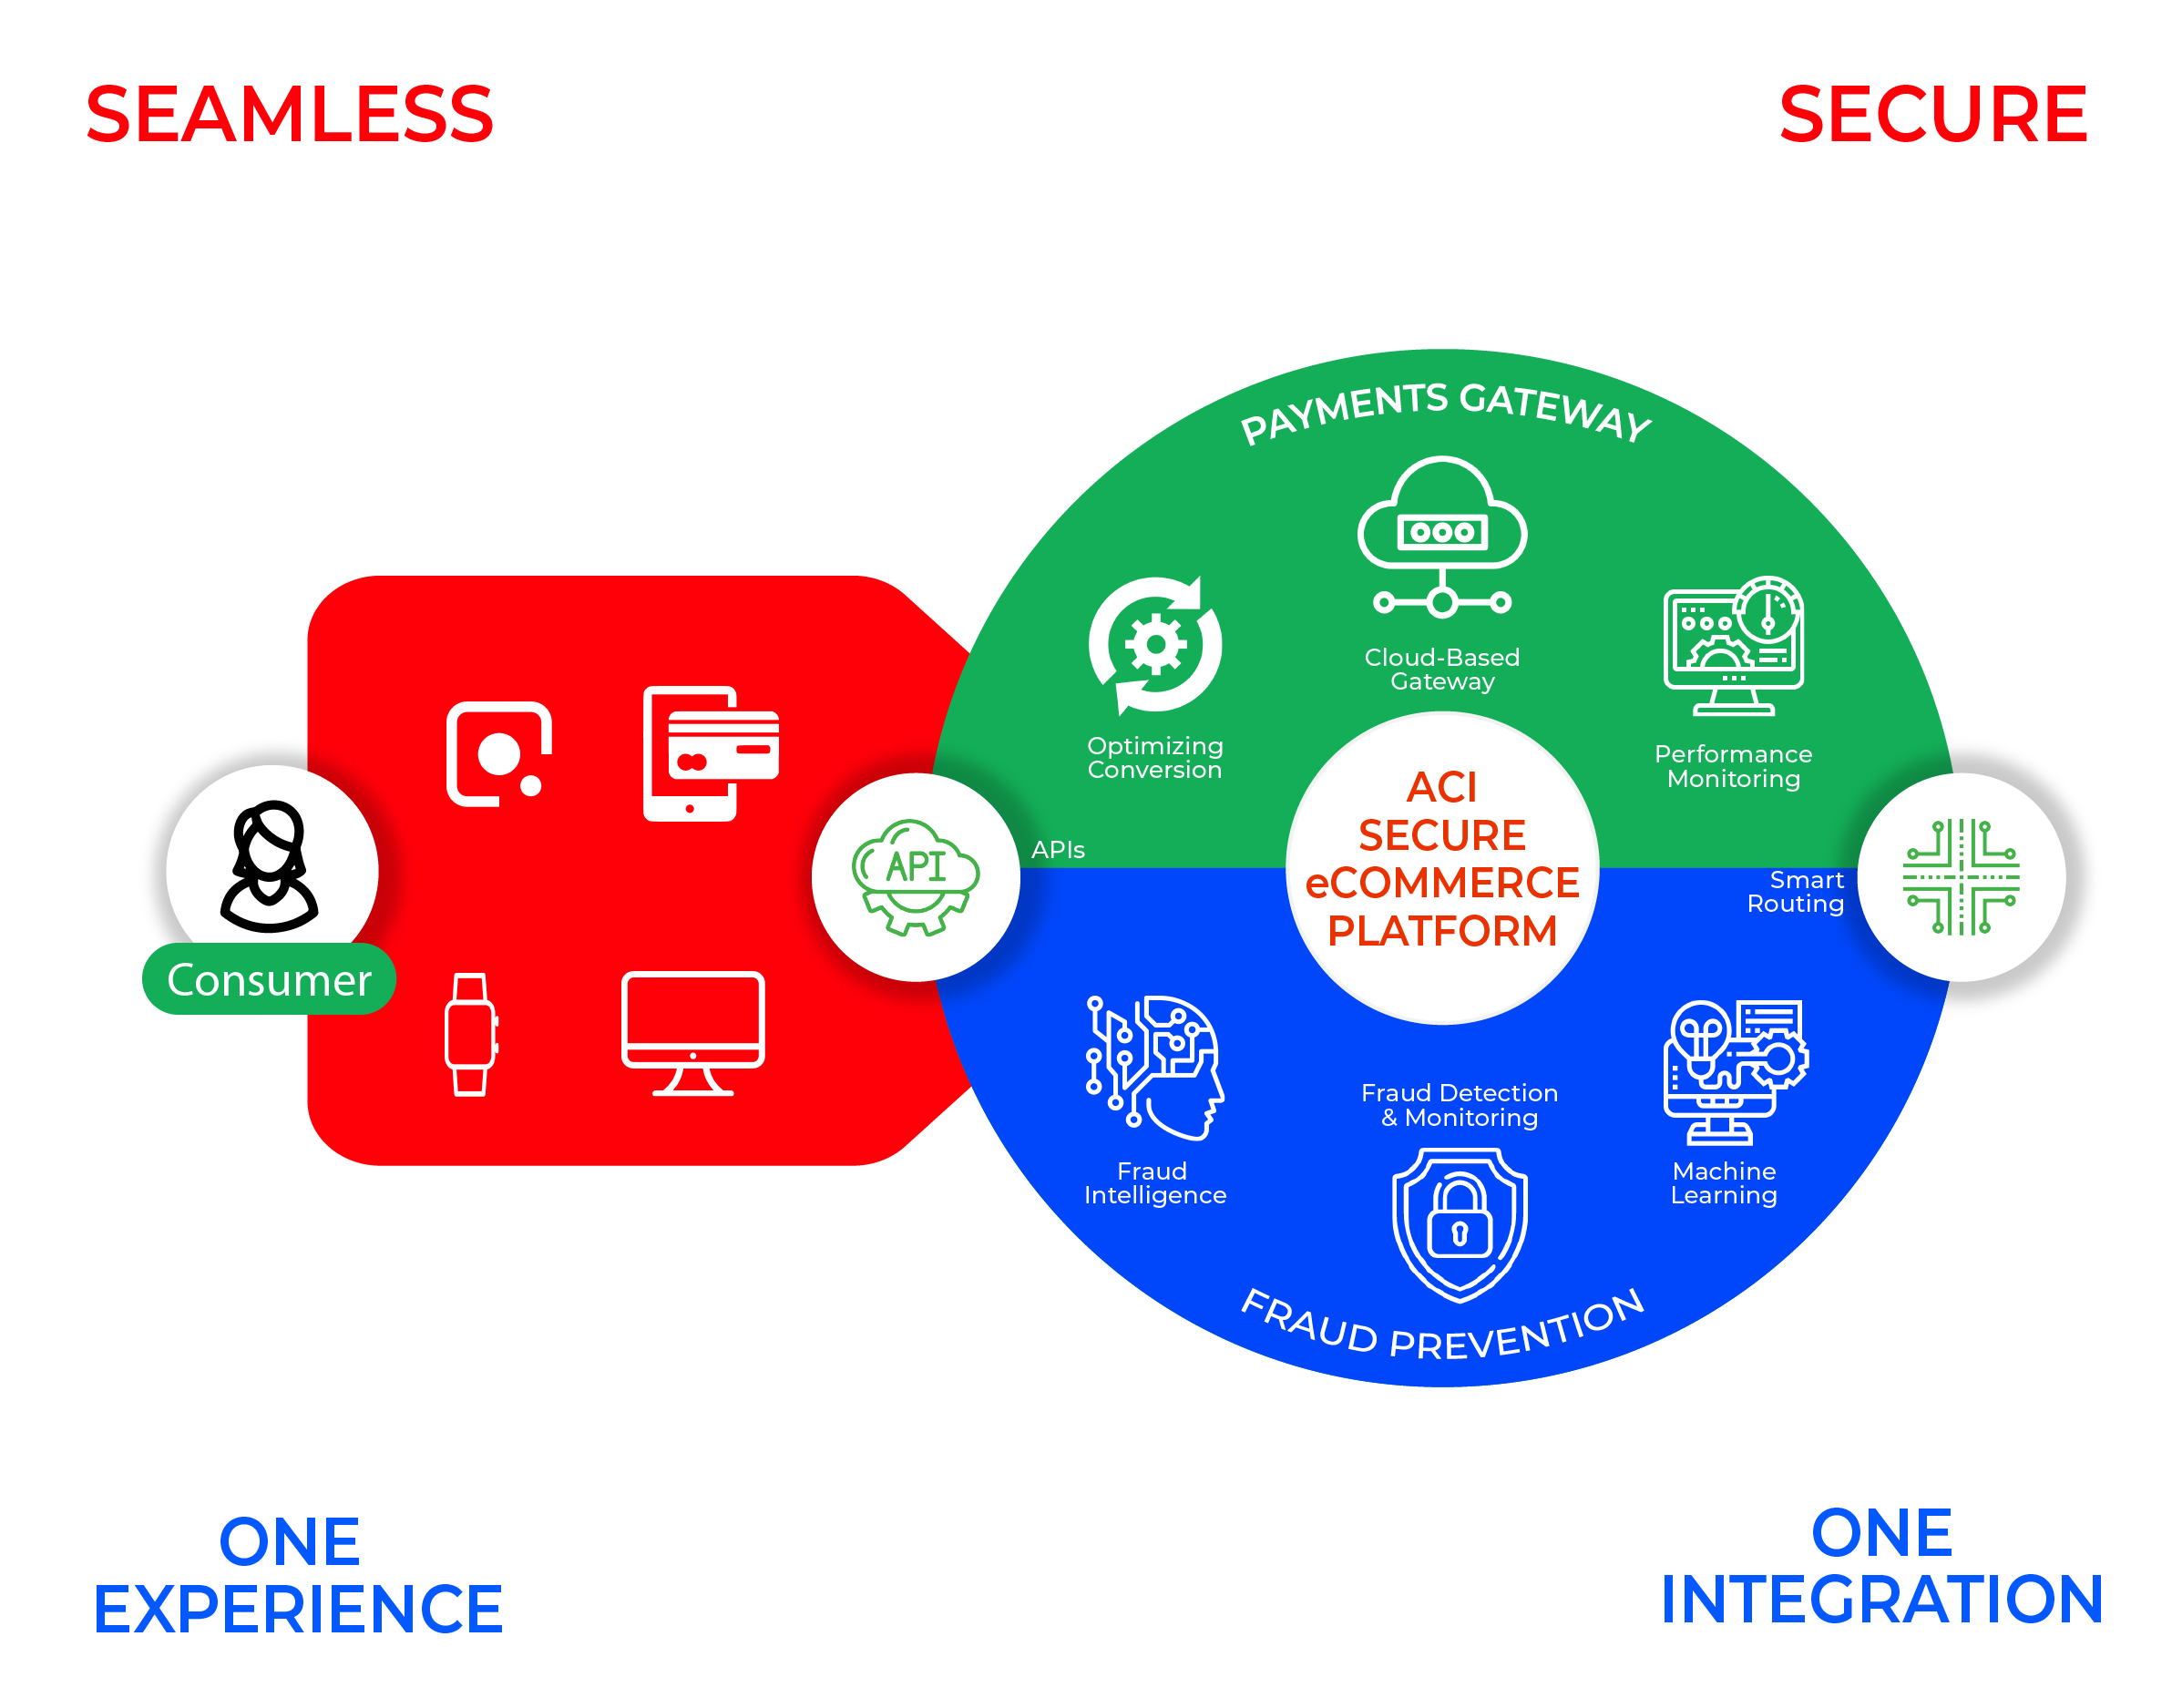 SEAMLESS
SECURE
PAYMENTS GATEWAY
Cloud-Based
Gateway
Optimizing
Conversion
Performance
Monitoring
ACI
SECURE
eCOMMERCE
PLATFORM
API
APIs
Smart
Routing
Consumer
Fraud Detection
& Monitoring
Fraud
Intelligence
Machine
Learning
FRAUD PREVENTION
ONE
EXPERIENCE
ONE
INTEGRATION